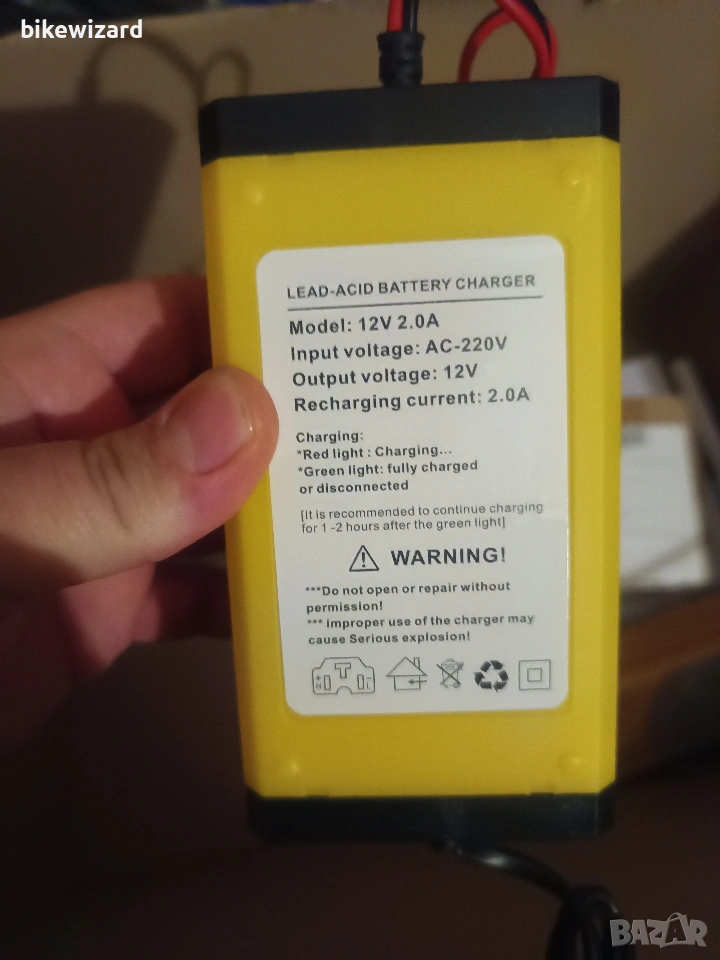 bikewizard
LEAD-ACID BATTERY CHARGER
Model: 12V 2.0A
Input voltage: AC-220V
Output voltage: 12V
Recharging current: 2.0A
Charging:
*Red light : Charging...
*Green light: fully charged
or disconnected
[It is recommended to continue charging
for 1 -2 hours after the green light]
WARNING!
***Do not open or repair without
permission!
*** improper use of the charger may
cause Serious explosion!
BAZAR